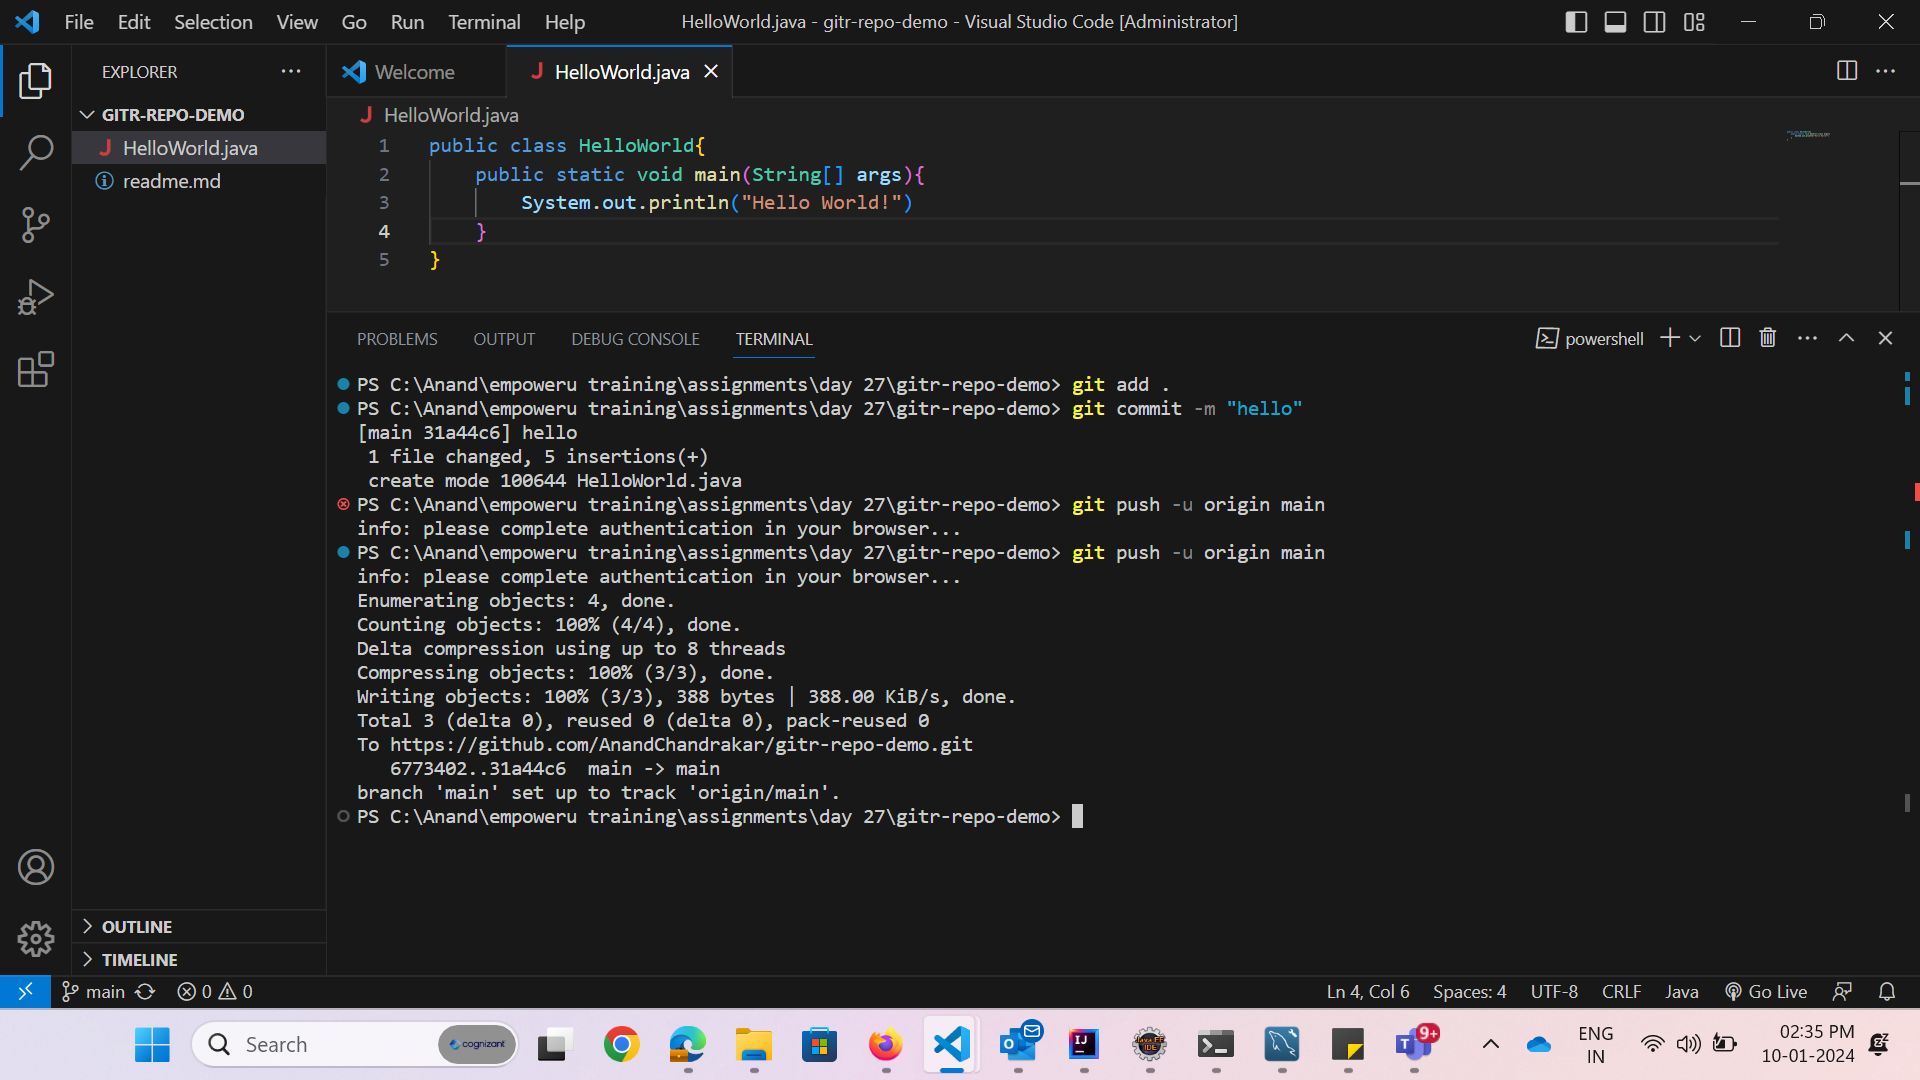 File Edit Selection View Go Run Terminal Help
HelloWorld.java - gitr-repo-demo - Visual Studio Code [Administrator]
EXPLORER
GITR-REPO-DEMO
HelloWorld.java
readme.md
Welcome
HelloWorld.java
HelloWorld.java
1 public class HelloWorld{
2     public static void main(String[] args){
3         System.out.println("Hello World!")
4     }
5 }
PROBLEMS OUTPUT DEBUG CONSOLE TERMINAL
powershell
PS C:\Anand\empoweru training\assignments\day 27\gitr-repo-demo> git add .
PS C:\Anand\empoweru training\assignments\day 27\gitr-repo-demo> git commit -m "hello"
[main 31a44c6] hello
 1 file changed, 5 insertions(+)
 create mode 100644 HelloWorld.java
PS C:\Anand\empoweru training\assignments\day 27\gitr-repo-demo> git push -u origin main
info: please complete authentication in your browser...
PS C:\Anand\empoweru training\assignments\day 27\gitr-repo-demo> git push -u origin main
info: please complete authentication in your browser...
Enumerating objects: 4, done.
Counting objects: 100% (4/4), done.
Delta compression using up to 8 threads
Compressing objects: 100% (3/3), done.
Writing objects: 100% (3/3), 388 bytes | 388.00 KiB/s, done.
Total 3 (delta 0), reused 0 (delta 0), pack-reused 0
To https://github.com/AnandChandrakar/gitr-repo-demo.git
   6773402..31a44c6  main -> main
branch 'main' set up to track 'origin/main'.
PS C:\Anand\empoweru training\assignments\day 27\gitr-repo-demo>
OUTLINE
TIMELINE
main 0 0
Ln 4, Col 6 Spaces: 4 UTF-8 CRLF Java Go Live
Search
cognizant
IJ
9+
ENG
IN
02:35 PM
10-01-2024